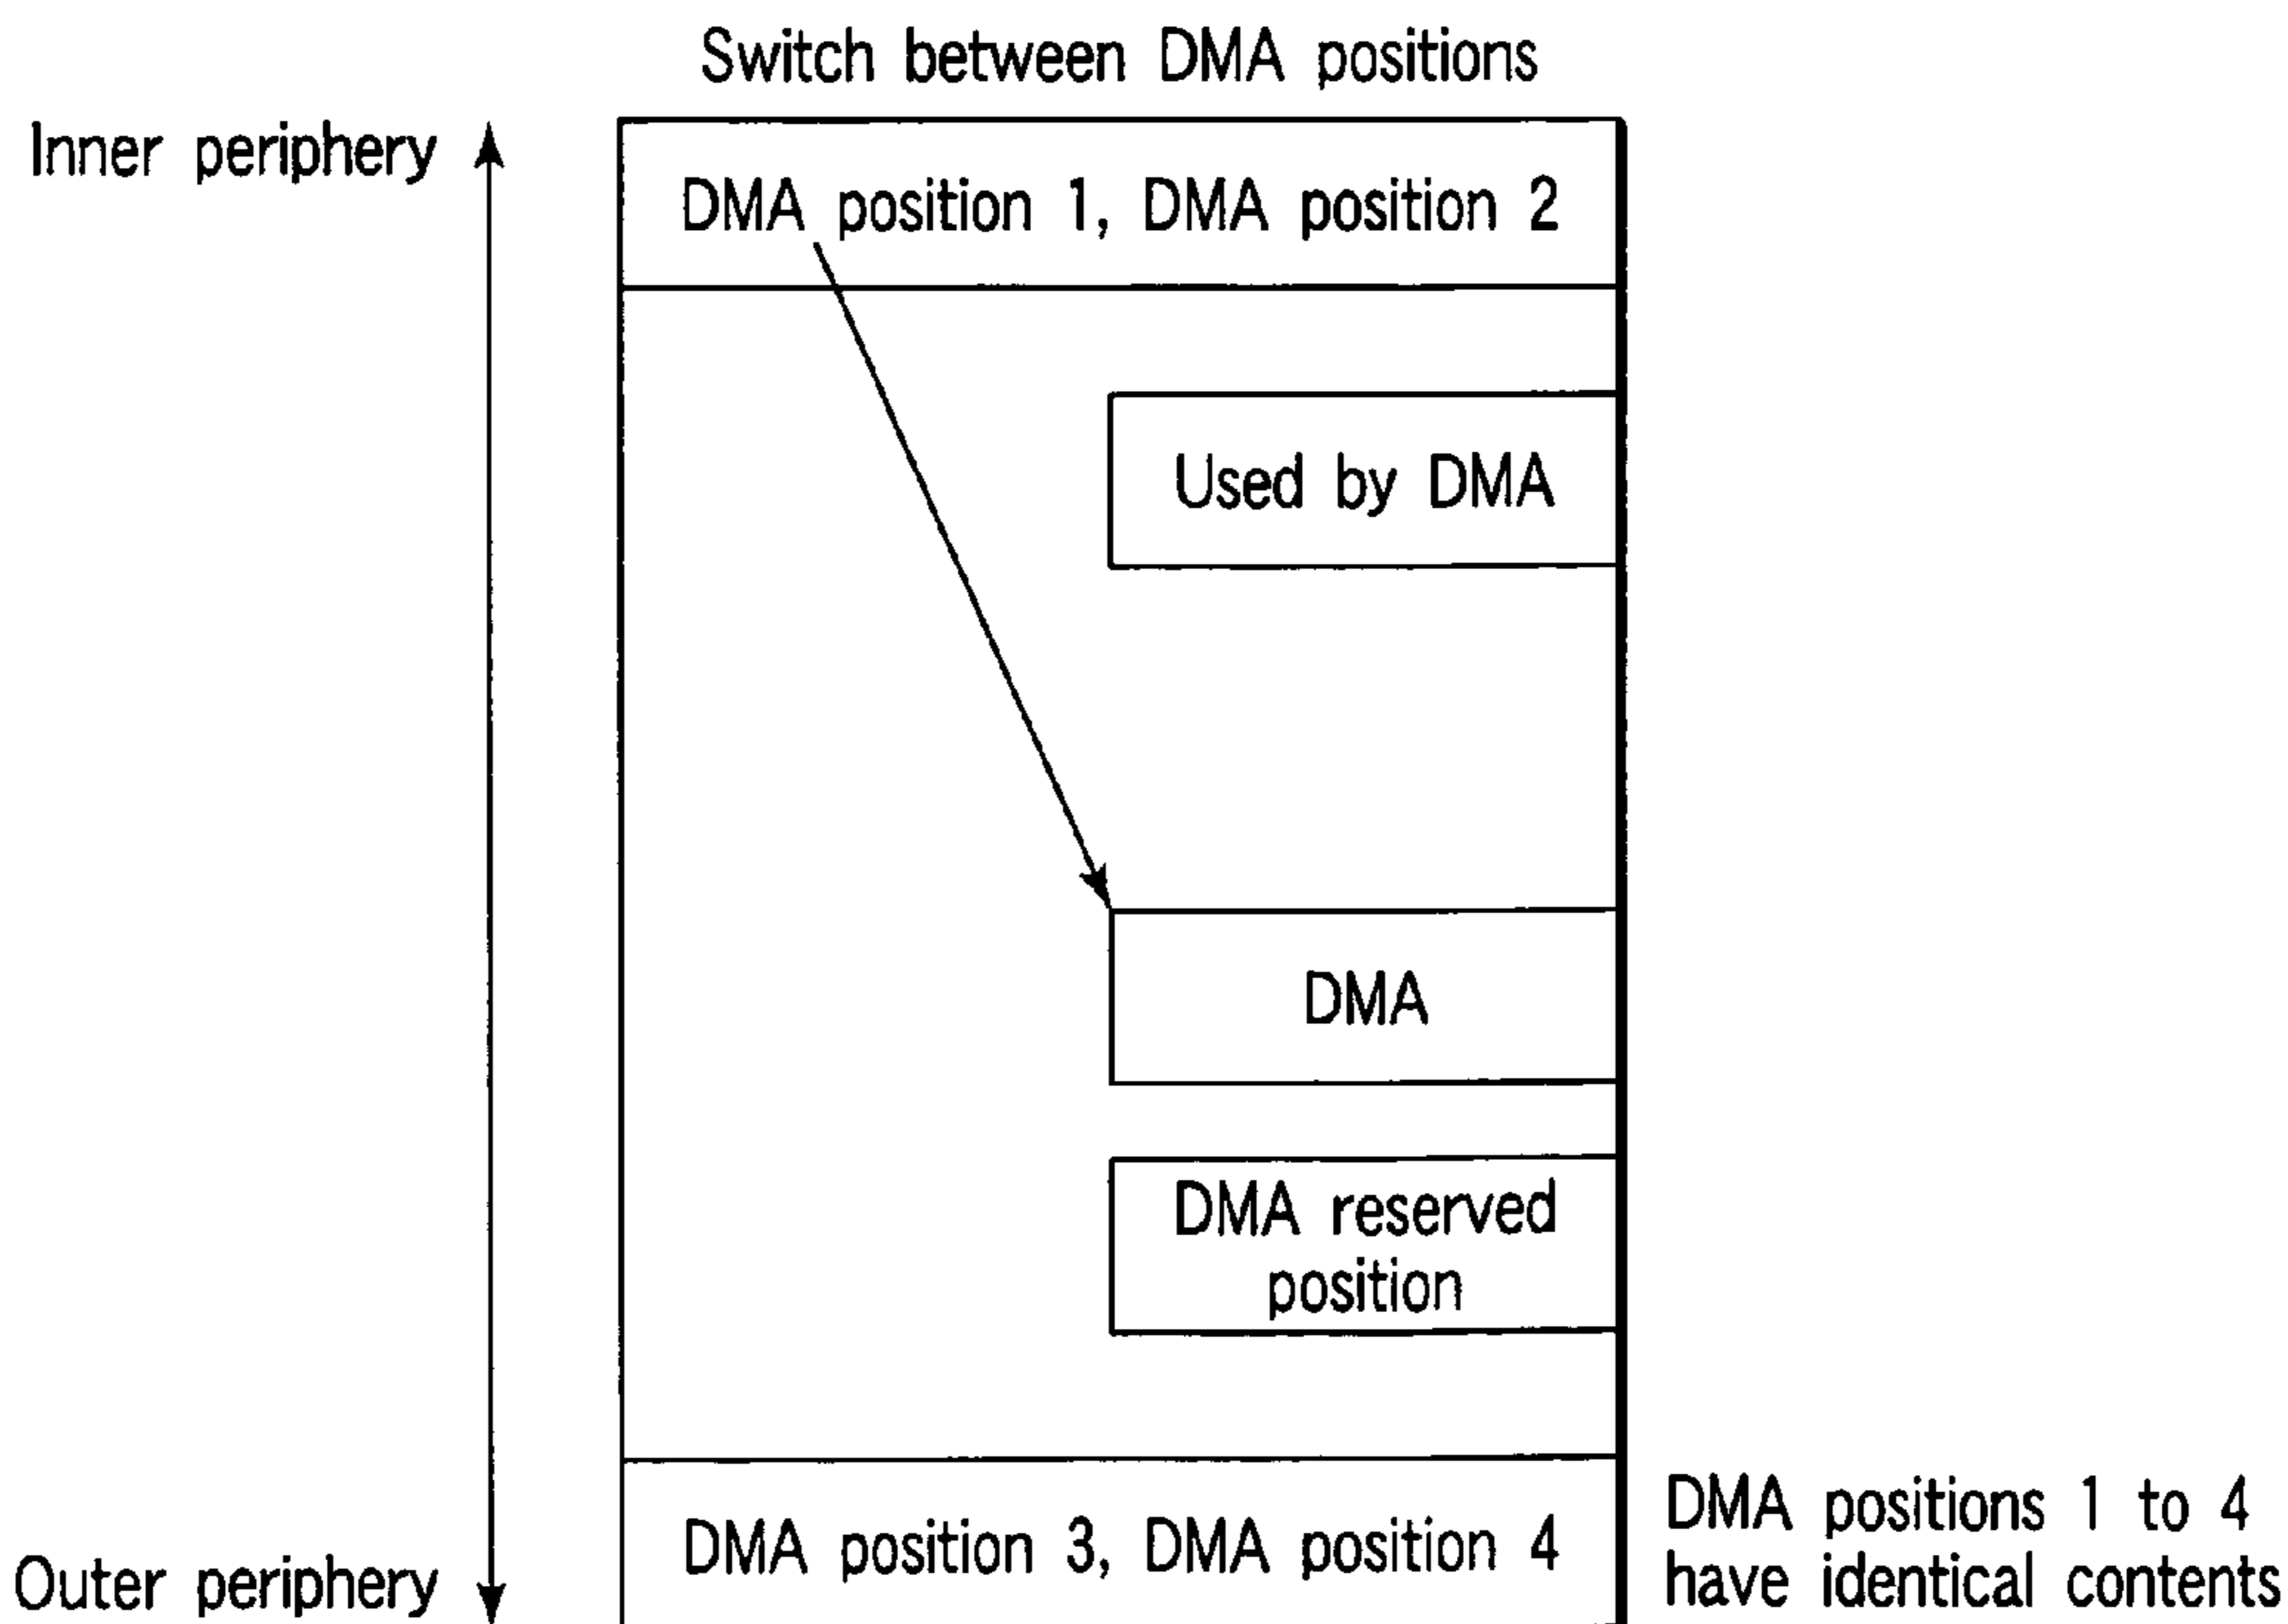 Switch between DMA positions
Inner periphery
DMA position 1, DMA position 2
Used by DMA
DMA
DMA reserved
position
DMA position 3, DMA position 4
Outer periphery
DMA positions 1 to 4
have identical contents